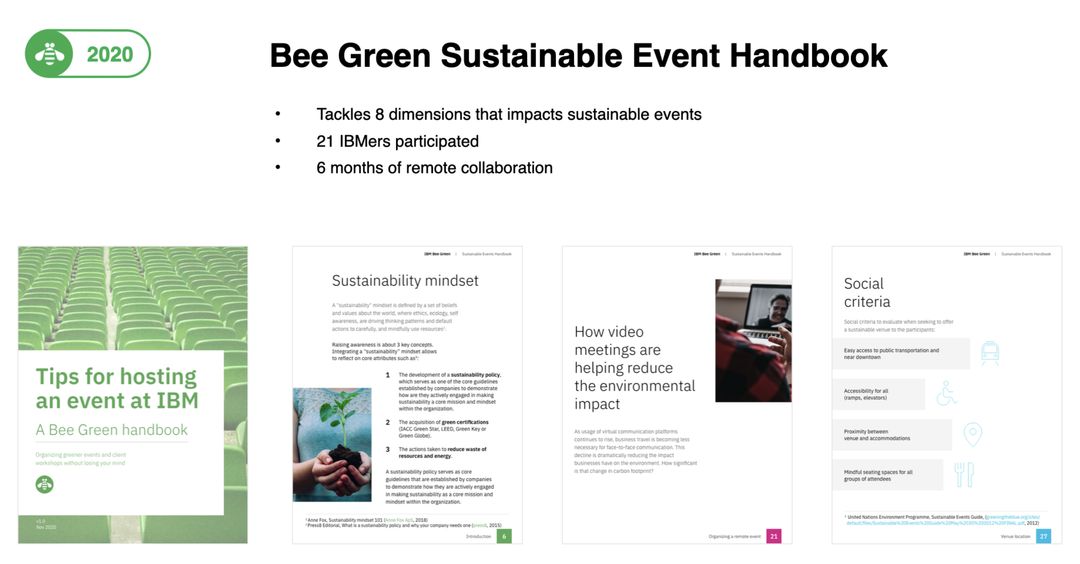 2020
Bee Green Sustainable Event Handbook
• Tackles 8 dimensions that impacts sustainable events
• 21 IBMers participated
• 6 months of remote collaboration
Tips for hosting
an event at IBM
A Bee Green handbook
Organizing greener events and client
workshops without losing your mind
v1.0
Nov 2020
IBM Bee Green | Sustainable Events Handbook
Sustainability mindset
A "sustainability" mindset is defined by a set of beliefs
and values about the world, where ethics, ecology, self
awareness, are driving thinking patterns and default
actions to carefully, and mindfully use resources¹.
Raising awareness is about 3 key concepts.
Integrating a "sustainability" mindset allows
to reflect on core attributes such as²:
1 The development of a sustainability policy,
which serves as one of the core guidelines
established by companies to demonstrate
how are they actively engaged in making
sustainability a core mission and mindset
within the organization.
2 The acquisition of green certifications
(IACC Green Star, LEED, Green Key or
Green Globe).
3 The actions taken to reduce waste of
resources and energy.
A sustainability policy serves as core
guidelines that are established by companies
to demonstrate how they are actively engaged
in making sustainability as a core mission and
mindset within the organization.
¹ Anne Fox, Sustainability mindset 101 (Anne Fox ApS, 2018)
² Previdi Editorial, What is a sustainability policy and why your company needs one (previdi, 2015)
Introduction 6
IBM Bee Green | Sustainable Events Handbook
How video
meetings are
helping reduce
the environmental
impact
As usage of virtual communication platforms
continues to rise, business travel is becoming less
necessary for face-to-face communication. This
decline is dramatically reducing the impact
businesses have on the environment. How significant
is that change in carbon footprint?
Organizing a remote event 21
IBM Bee Green | Sustainable Events Handbook
Social
criteria
Social criteria to evaluate when seeking to offer
a sustainable venue to the participants:
Easy access to public transportation and
near downtown
Accessibility for all
(ramps, elevators)
Proximity between
venue and accommodations
Mindful seating spaces for all
groups of attendees
United Nations Environment Programme, Sustainable Events Guide,
2012)
Venue location 27